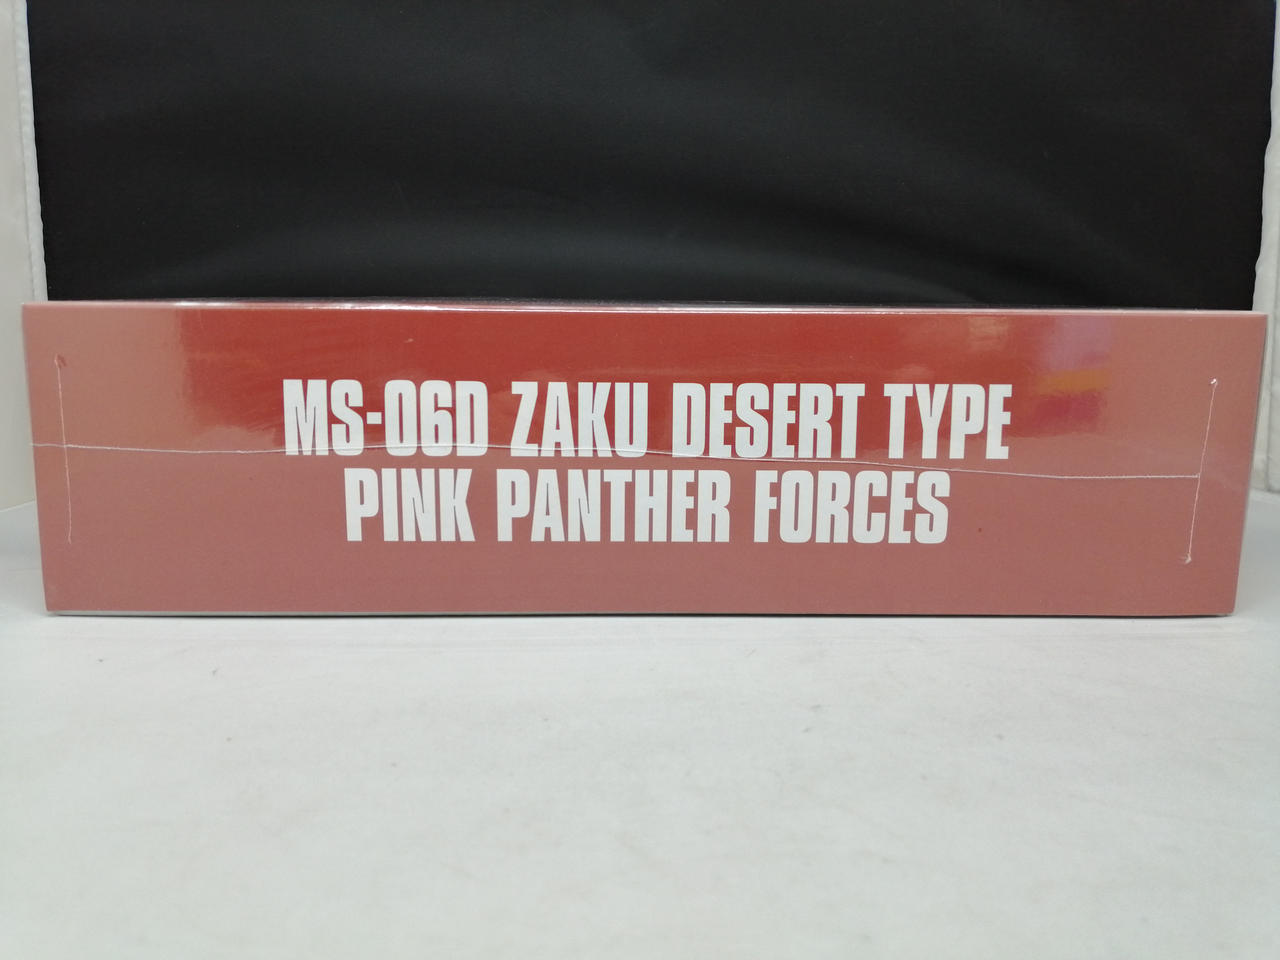 MS-06D ZAKU DESERT TYPE
PINK PANTHER FORCES